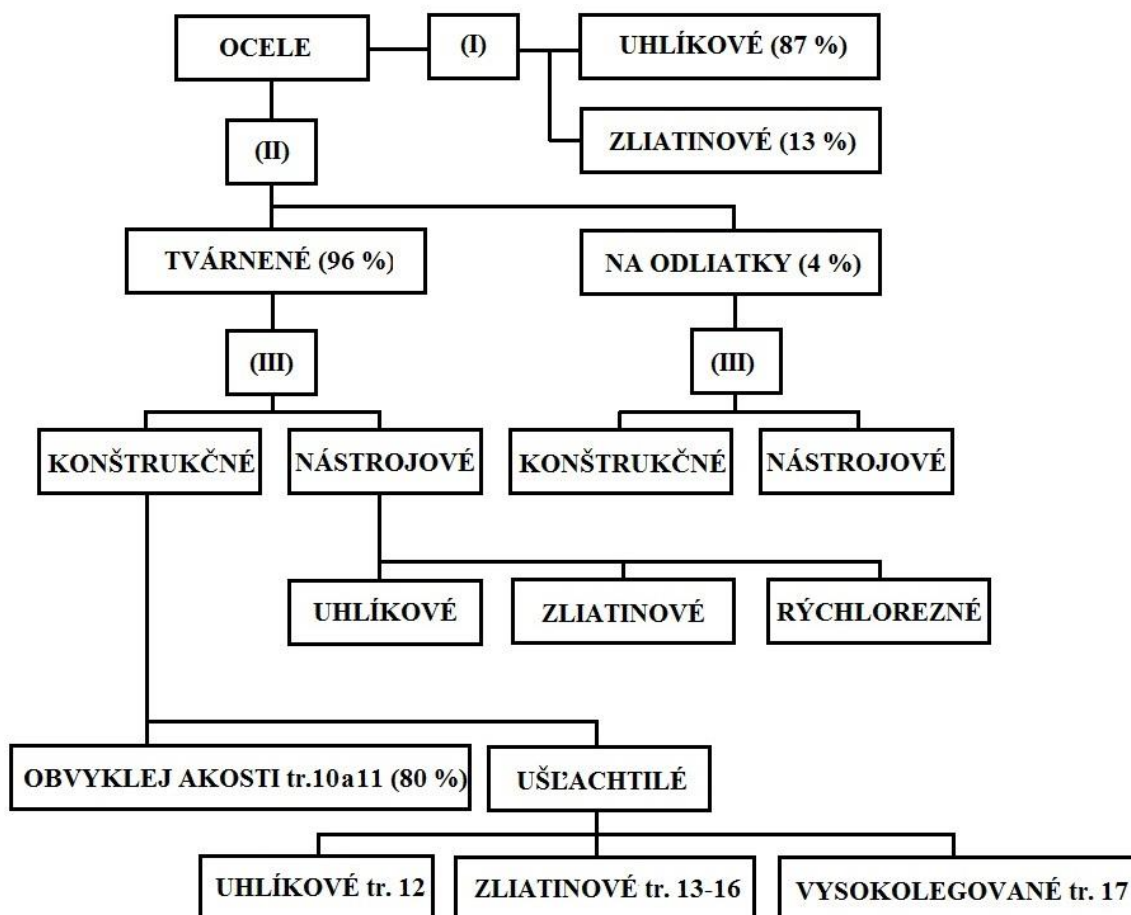 OCELE
(I)
UHLÍKOVÉ (87 %)
ZLIATINOVÉ (13 %)
(II)
TVÁRNENÉ (96 %)
NA ODLIATKY (4 %)
(III)
(III)
KONŠTRUKČNÉ
NÁSTROJOVÉ
KONŠTRUKČNÉ
NÁSTROJOVÉ
UHLÍKOVÉ
ZLIATINOVÉ
RÝCHLOREZNÉ
OBVYKLEJ AKOSTI tr.10a11 (80 %)
UŠĽACHTILÉ
UHLÍKOVÉ tr. 12
ZLIATINOVÉ tr. 13-16
VYSOKOLEGOVANÉ tr. 17